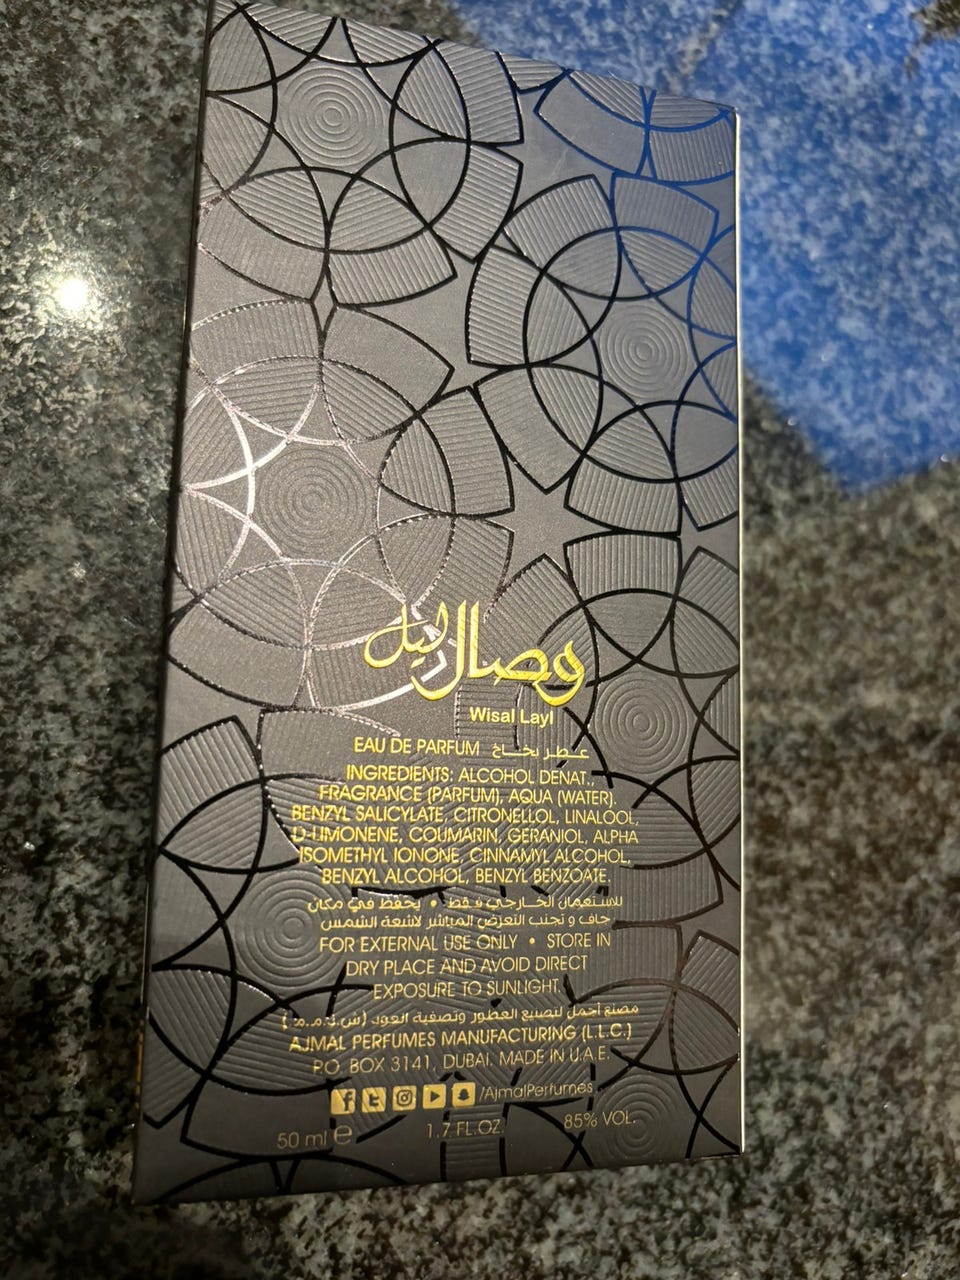 وصال ليل
Wisal Layl
EAU DE PARFUM عطر بخاخ
INGREDIENTS: ALCOHOL DENAT.,
FRAGRANCE (PARFUM), AQUA (WATER).
BENZYL SALICYLATE, CITRONELLOL, LINALOOL,
D-LIMONENE, COUMARIN, GERANIOL, ALPHA
ISOMETHYL IONONE, CINNAMYL ALCOHOL,
BENZYL ALCOHOL, BENZYL BENZOATE.
للاستعمال الخارجي فقط • يحفظ في مكان
جاف و تجنب التعرض المباشر لاشعة الشمس
FOR EXTERNAL USE ONLY • STORE IN
DRY PLACE AND AVOID DIRECT
EXPOSURE TO SUNLIGHT.
مصنع أجمل لتصنيع العطور وتصفية العود (ش.ذ.م.م)
AJMAL PERFUMES MANUFACTURING (L.L.C.)
P.O. BOX 3141, DUBAI. MADE IN U.A.E.
/AjmalPerfumes
50 ml e 1.7 FL.OZ. 85% VOL.